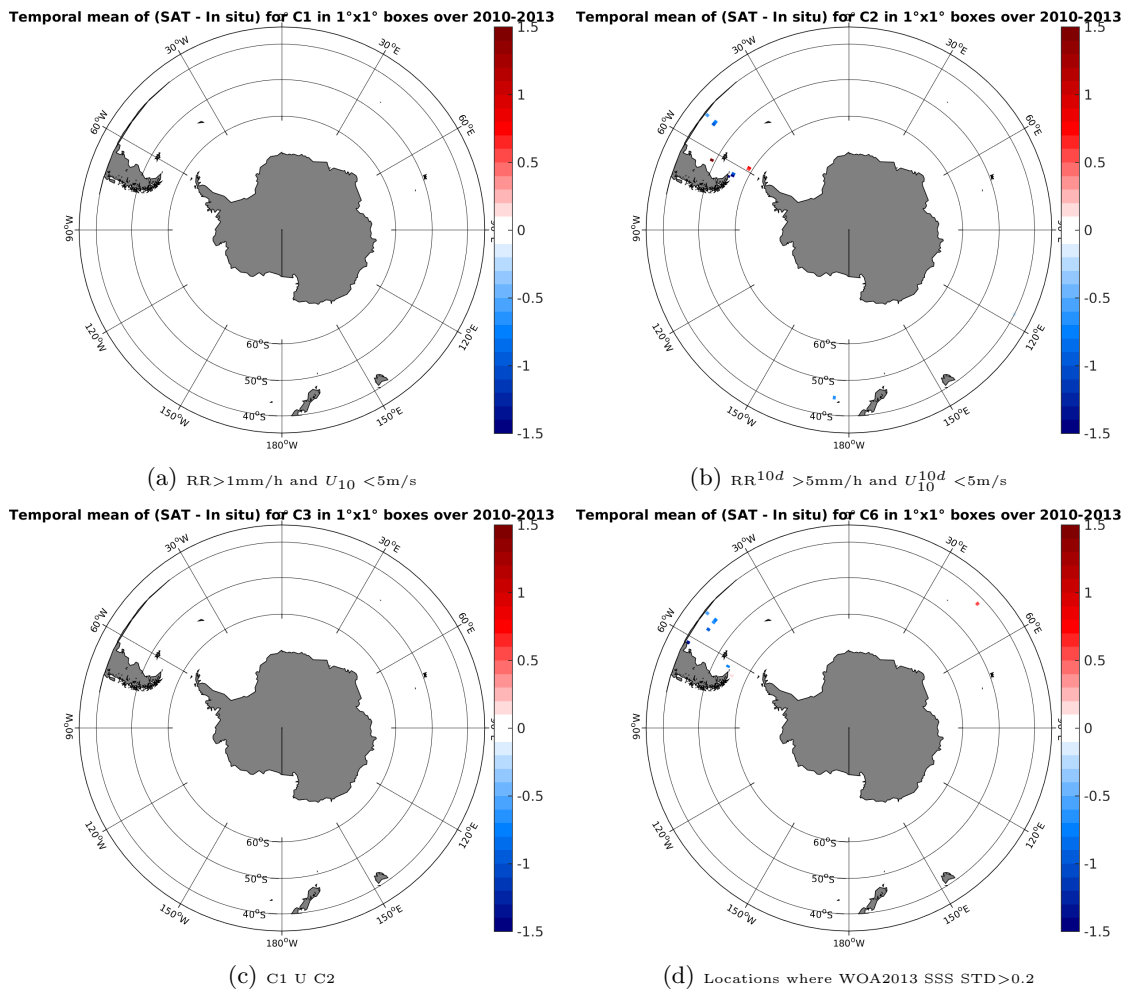 Temporal mean of (SAT - In situ) for C1 in 1°x1° boxes over 2010-2013
30°W
30°E
60°W
60°E
90°W
120°W
120°E
150°W
150°E
180°W
60°S
50°S
40°S
1.5
1
0.5
0
-0.5
-1
-1.5
(a) RR>1mm/h and U10 <5m/s
Temporal mean of (SAT - In situ) for C2 in 1°x1° boxes over 2010-2013
30°W
30°E
60°W
60°E
90°W
120°W
120°E
150°W
150°E
180°W
60°S
50°S
40°S
1.5
1
0.5
0
-0.5
-1
-1.5
(b) RR^10d >5mm/h and U10^10d <5m/s
Temporal mean of (SAT - In situ) for C3 in 1°x1° boxes over 2010-2013
30°W
30°E
60°W
60°E
90°W
120°W
120°E
150°W
150°E
180°W
60°S
50°S
40°S
1.5
1
0.5
0
-0.5
-1
-1.5
(c) C1 U C2
Temporal mean of (SAT - In situ) for C6 in 1°x1° boxes over 2010-2013
30°W
30°E
60°W
60°E
90°W
120°W
120°E
150°W
150°E
180°W
60°S
50°S
40°S
1.5
1
0.5
0
-0.5
-1
-1.5
(d) Locations where WOA2013 SSS STD>0.2